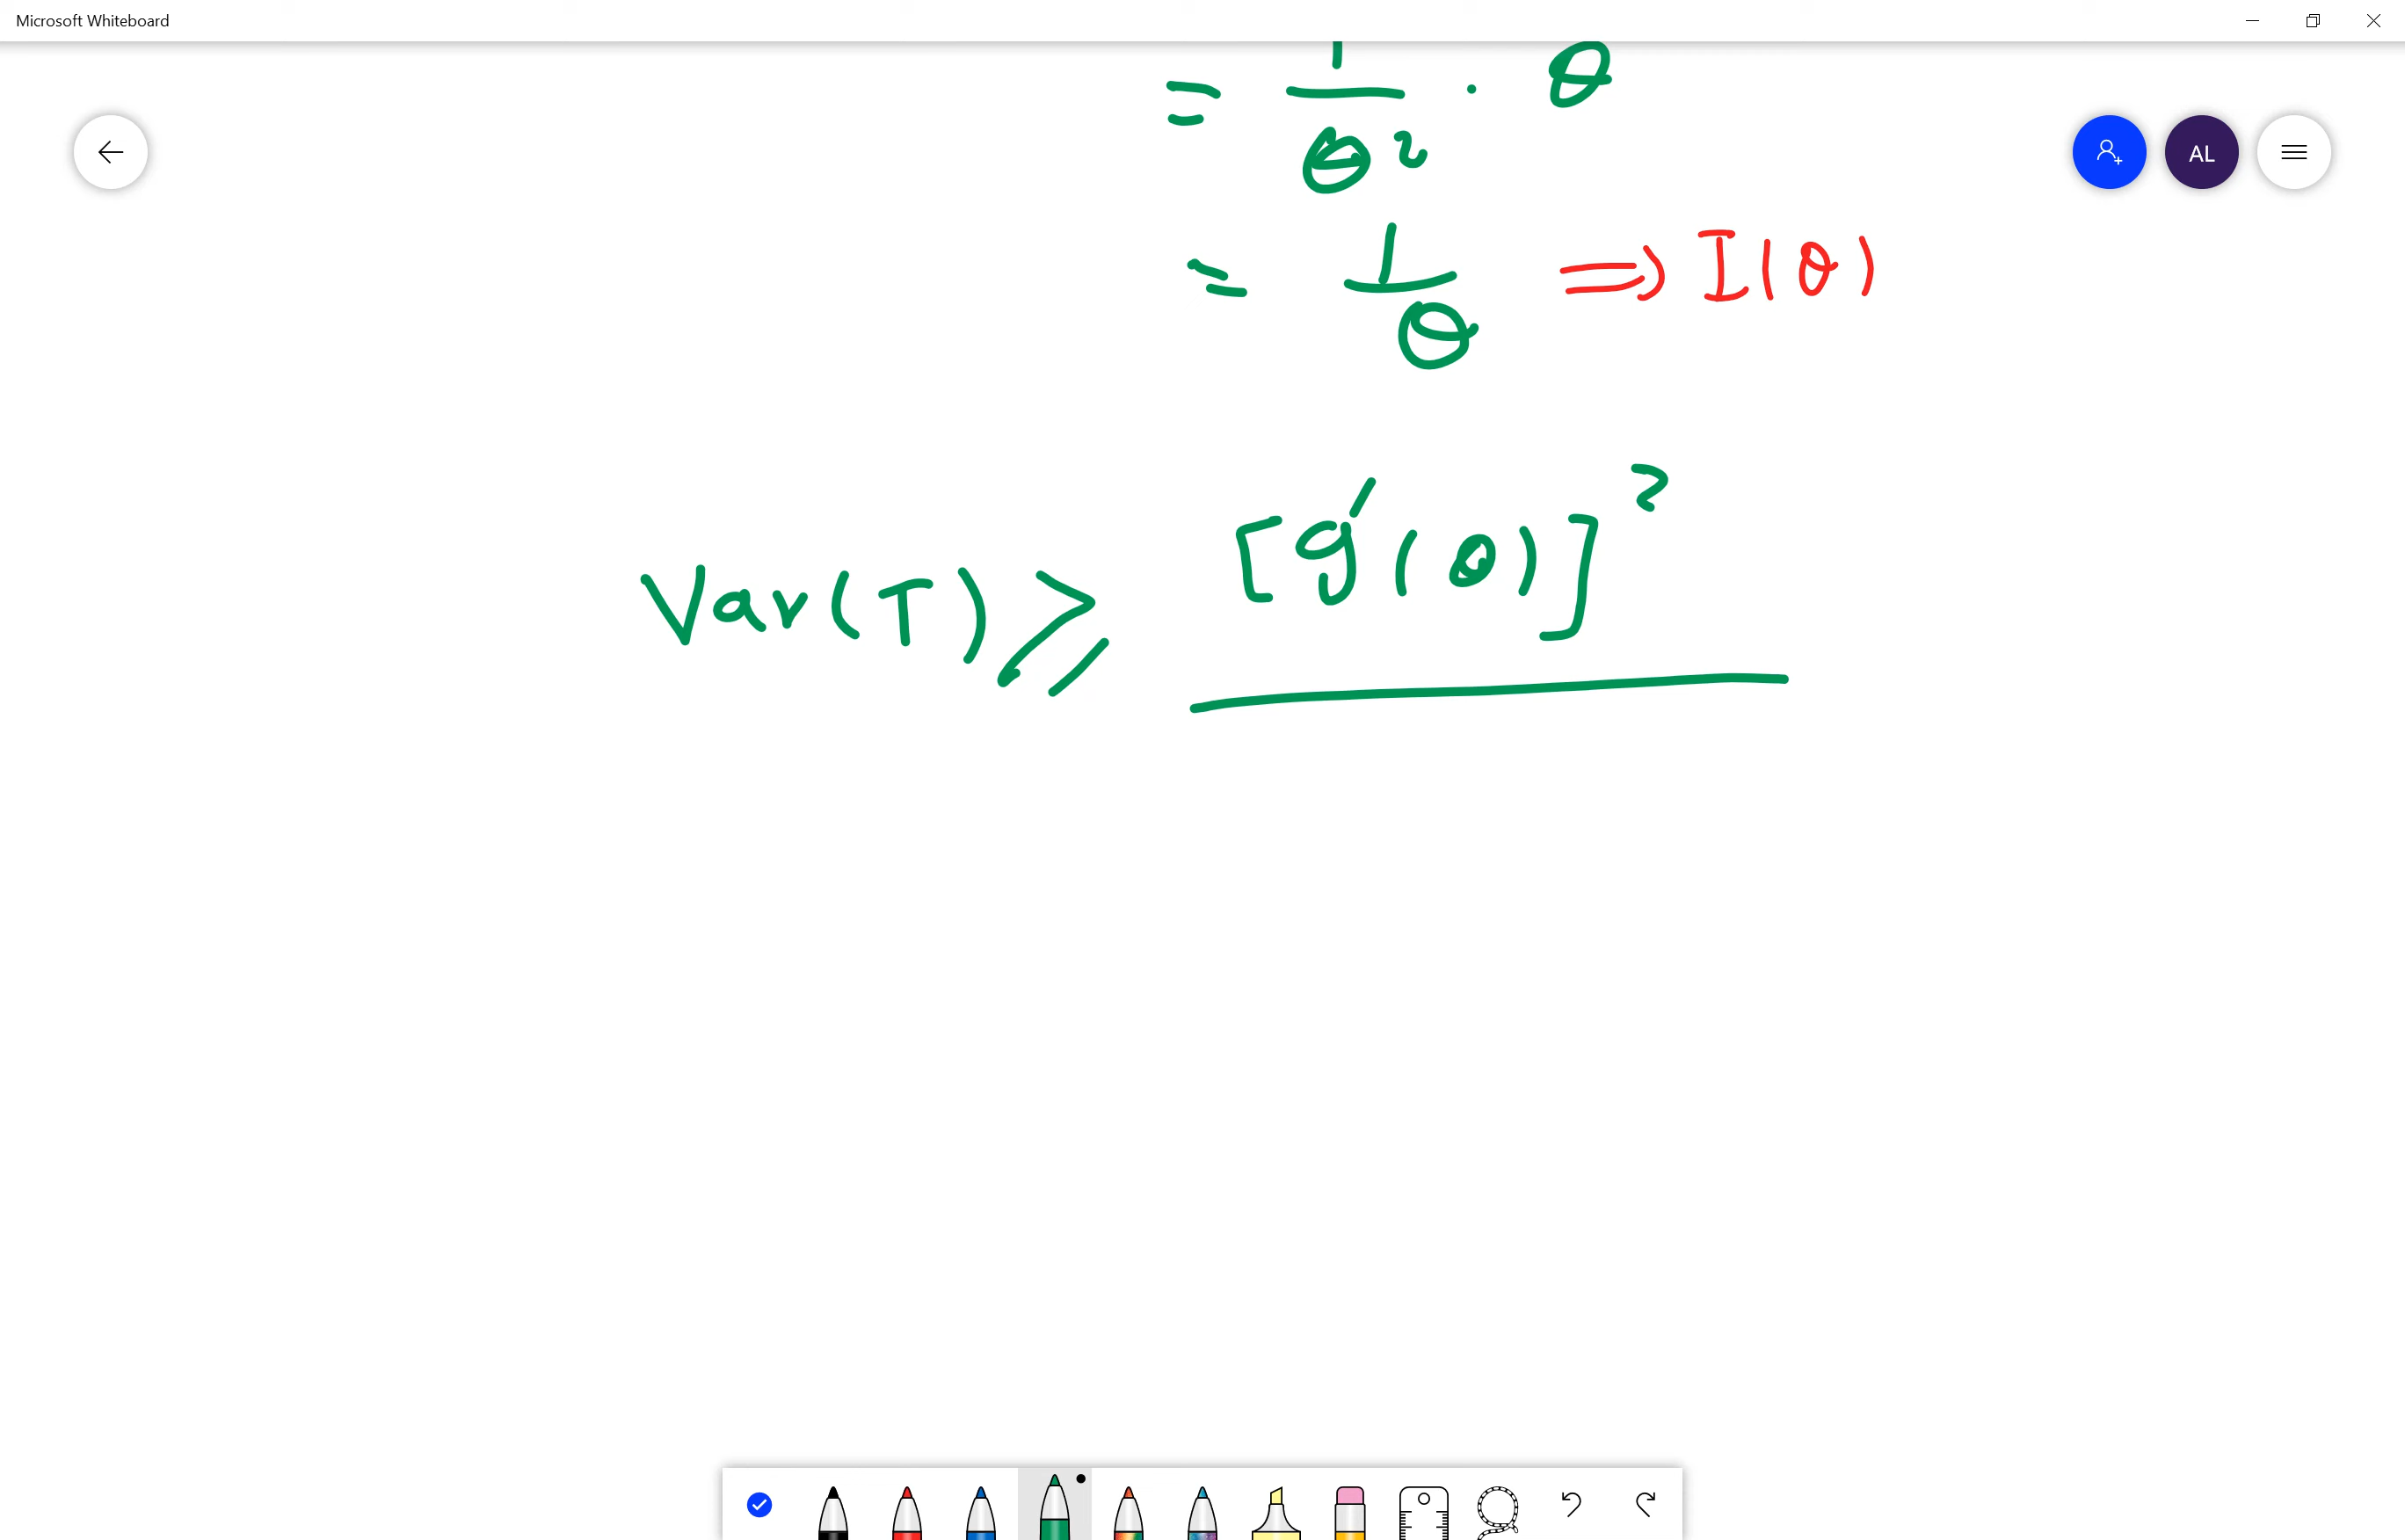 Microsoft Whiteboard
= 1/θ² · θ
AL
= 1/θ ⇒ I(θ)
Var(T) ≥ [g′(θ)]²